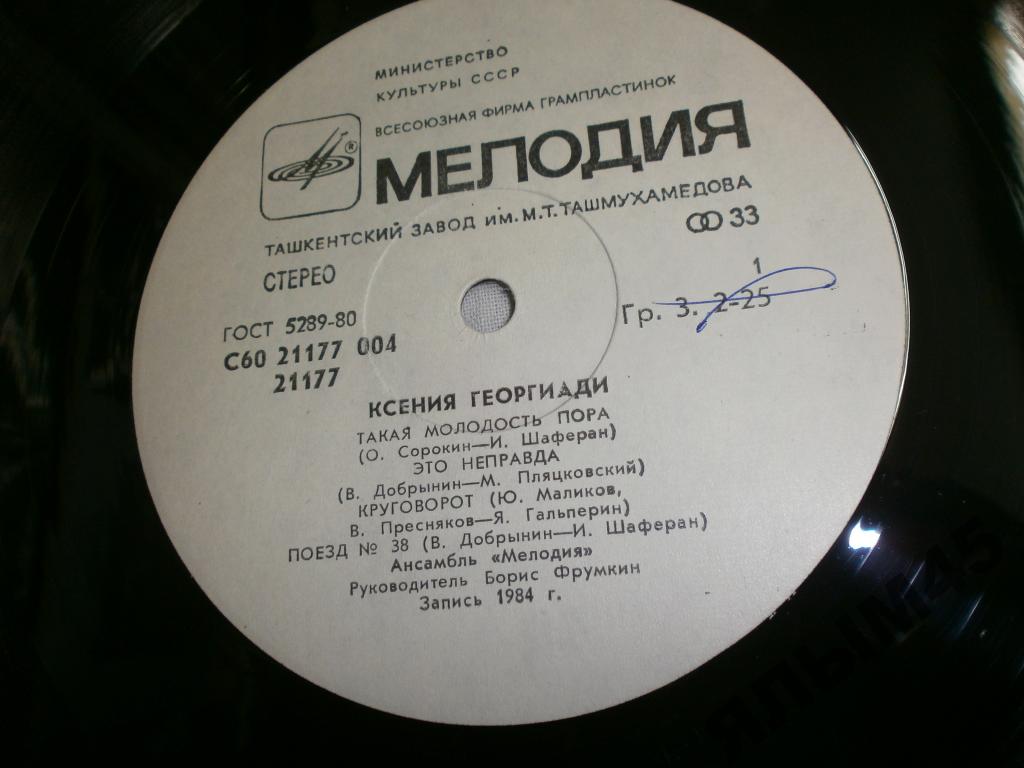 МИНИСТЕРСТВО
КУЛЬТУРЫ СССР
ВСЕСОЮЗНАЯ ФИРМА ГРАМПЛАСТИНОК
®
МЕЛОДИЯ
ТАШКЕНТСКИЙ ЗАВОД ИМ. М.Т.ТАШМУХАМЕДОВА
СТЕРЕО
33
1
ГОСТ 5289-80
Гр. 3. 2-25
С60 21177 004
21177
КСЕНИЯ ГЕОРГИАДИ
ТАКАЯ МОЛОДОСТЬ ПОРА
(О. Сорокин—И. Шаферан)
ЭТО НЕПРАВДА
(В. Добрынин—М. Пляцковский)
КРУГОВОРОТ (Ю. Маликов,
В. Пресняков—Я. Гальперин)
ПОЕЗД № 38 (В. Добрынин—И. Шаферан)
Ансамбль «Мелодия»
Руководитель Борис Фрумкин
Запись 1984 г.
ЯЛЫМ45